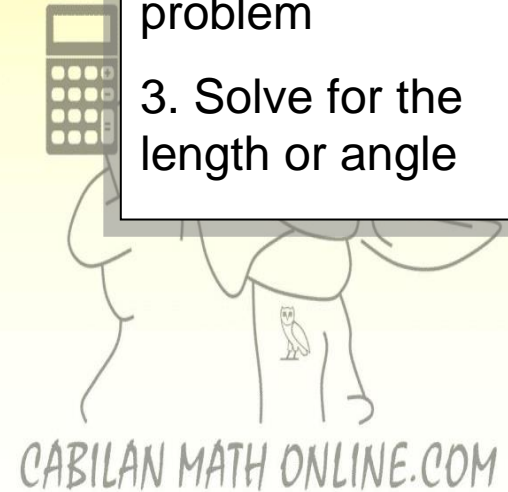 problem
3. Solve for the
length or angle
CABILAN MATH ONLINE.COM